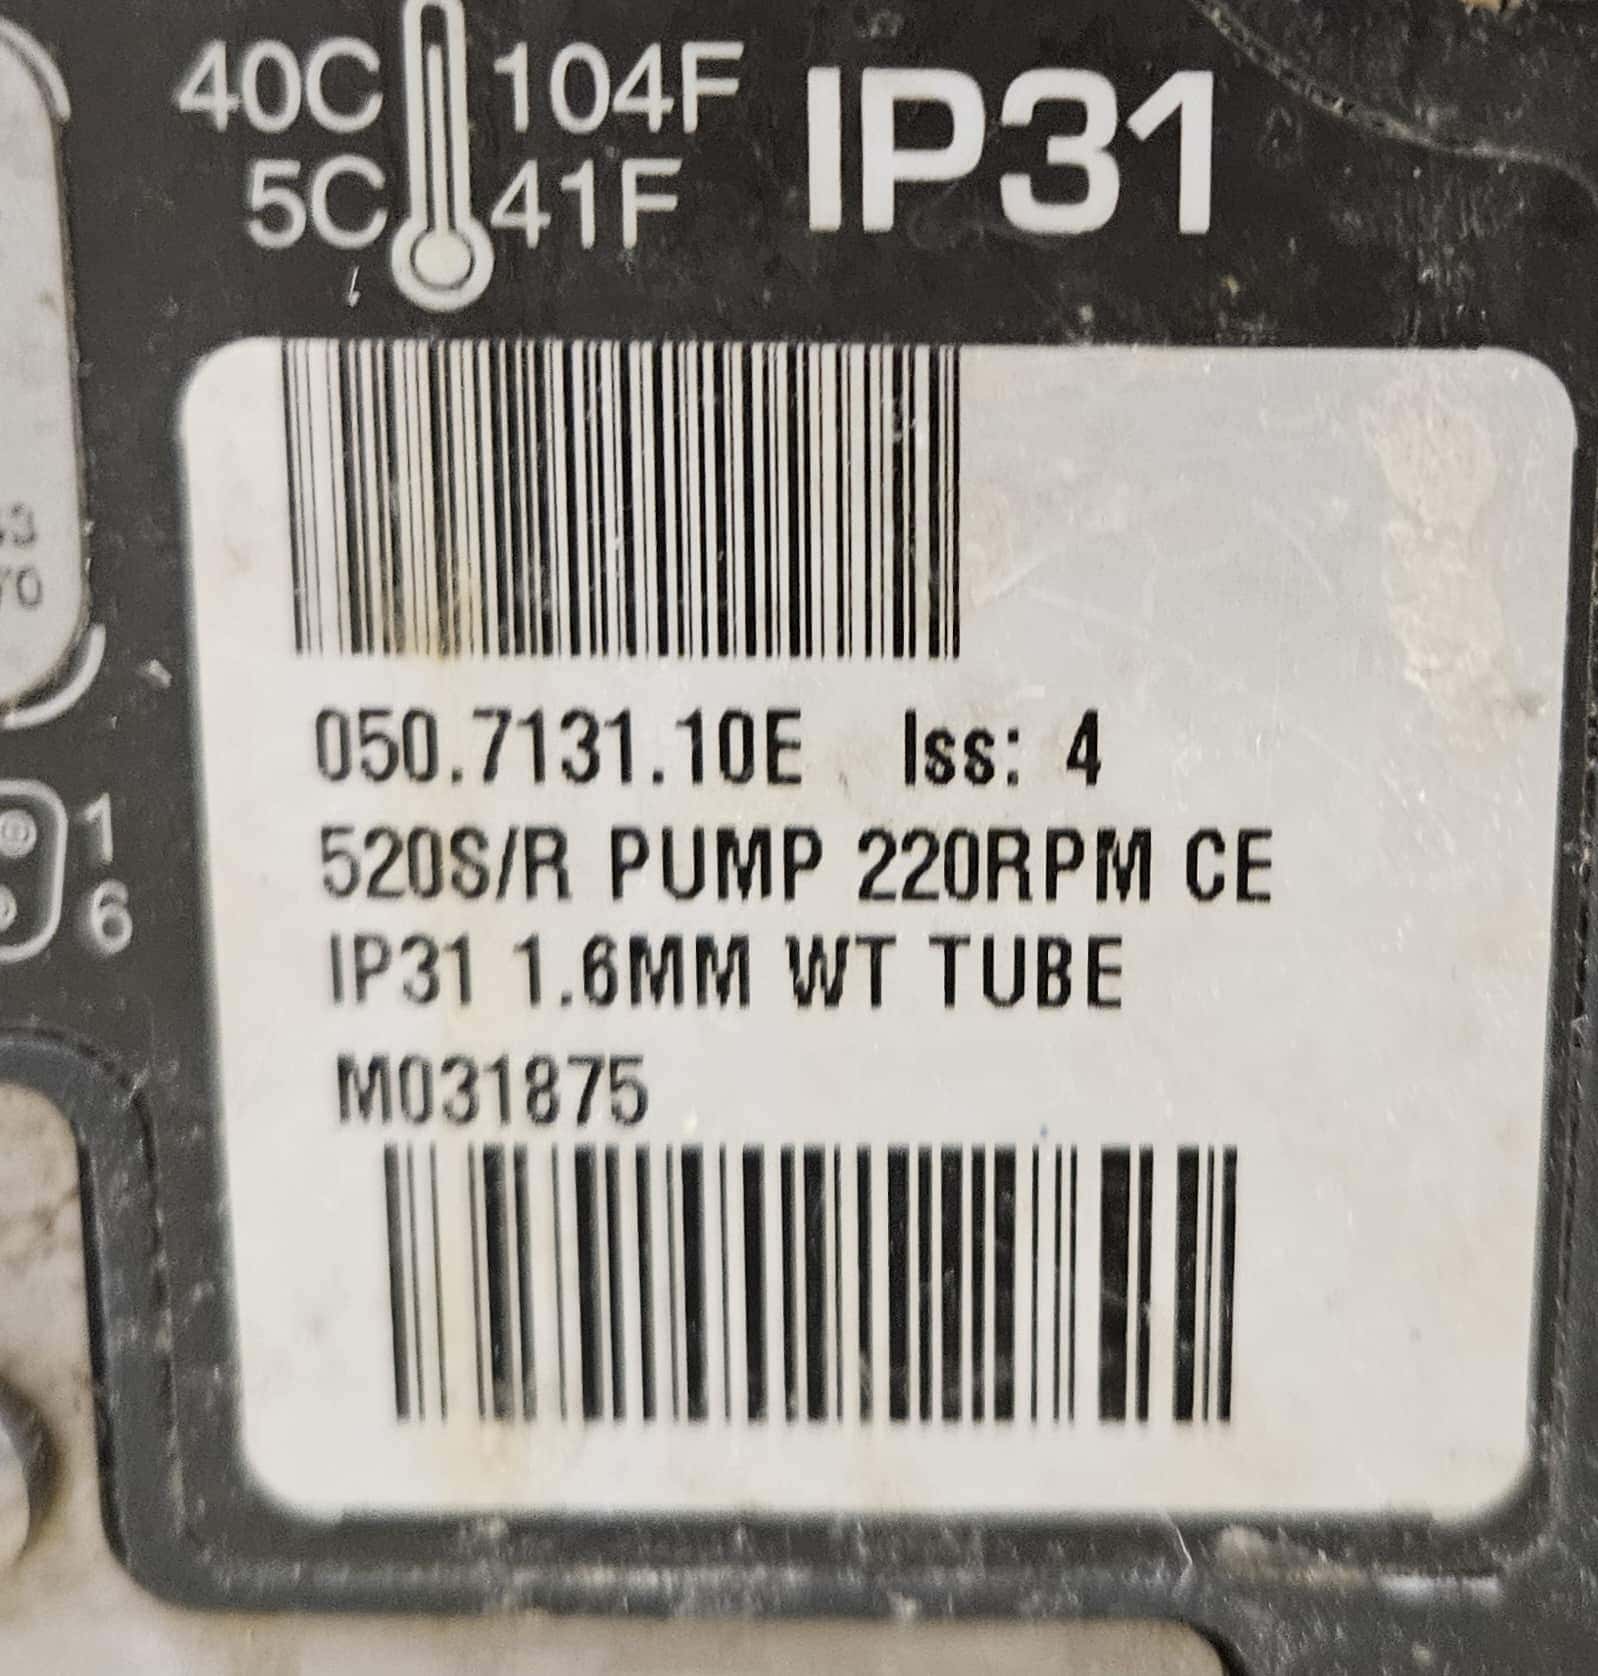 40C 104F IP31
5C 41F
050.7131.10E Iss: 4
520S/R PUMP 220RPM CE
IP31 1.6MM WT TUBE
M031875
1
6